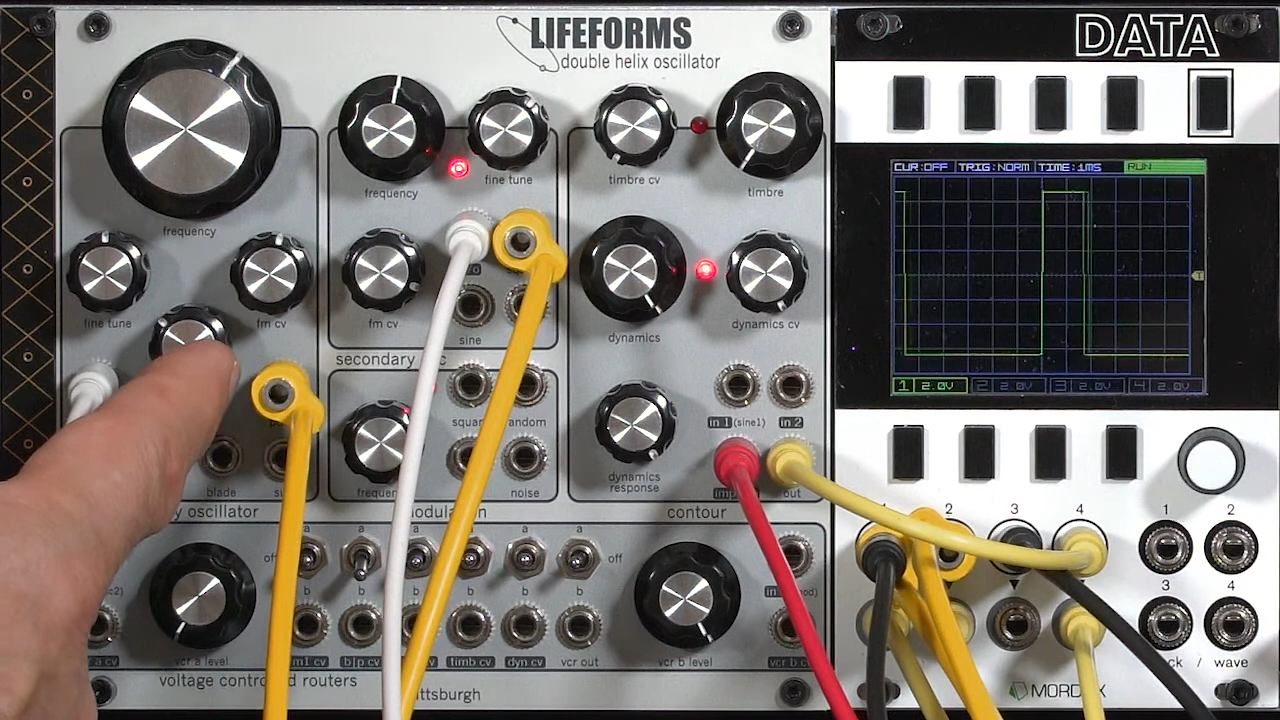 LIFEFORMS
double helix oscillator
DATA
CUR:OFF TRIG:NORM TIME:1MS RUN
frequency
fine tune
timbre cv
timbre
frequency
fine tune
fm cv
fm cv
sine
dynamics
dynamics cv
secondary
1 2.0V 2 2.0V 3 2.0V 4 2.0V
in 1 (sine1)
in 2
random
dynamics
response
out
blade
noise
contour
1 2 3 4
1 2
3 4
off
a a a a a a
off
b b b b b b
vcr a level
b|p cv
timb cv
dyn cv
vcr out
vcr b level
vcr b c
/ wave
voltage controlled routers